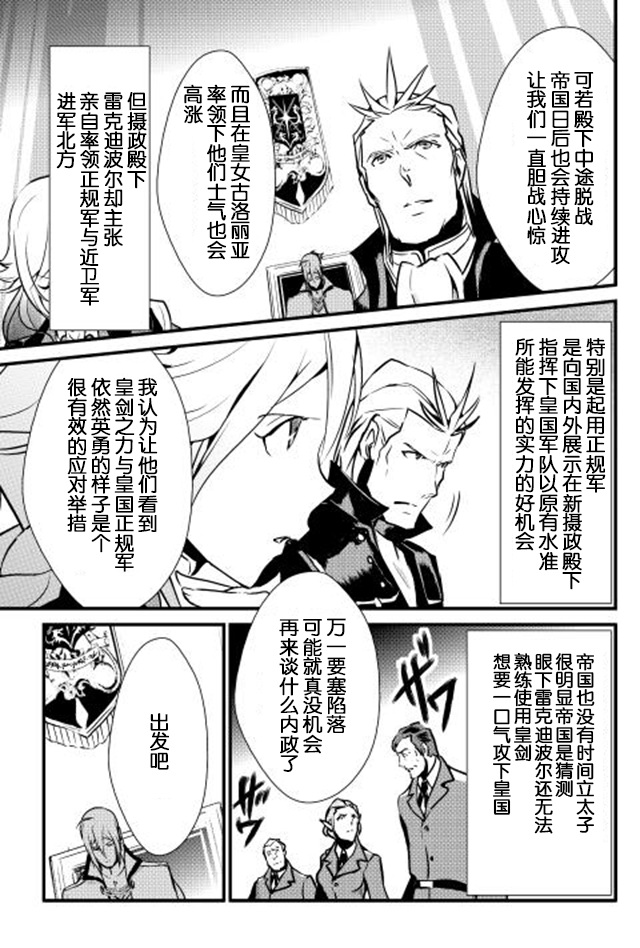 可若殿下中途脱战
帝国日后也会持续进攻
让我们一直胆战心惊
而且在皇女古洛丽亚
率领下他们士气也会
高涨
但摄政殿下
雷克迪波尔却主张
亲自率领正规军与近卫军
进军北方
特别是起用正规军
是向国内外展示在新摄政殿下
指挥下皇国军队以原有水准
所能发挥的实力的好机会
我认为让他们看到
皇剑之力与皇国正规军
依然英勇的样子是个
很有效的应对举措
帝国也没有时间立太子
很明显帝国是猜测
眼下雷克迪波尔还无法
熟练使用皇剑
想要一口气攻下皇国
万一要塞陷落
可能就真没机会
再来谈什么内政了
ザッ
ザッ
出发吧